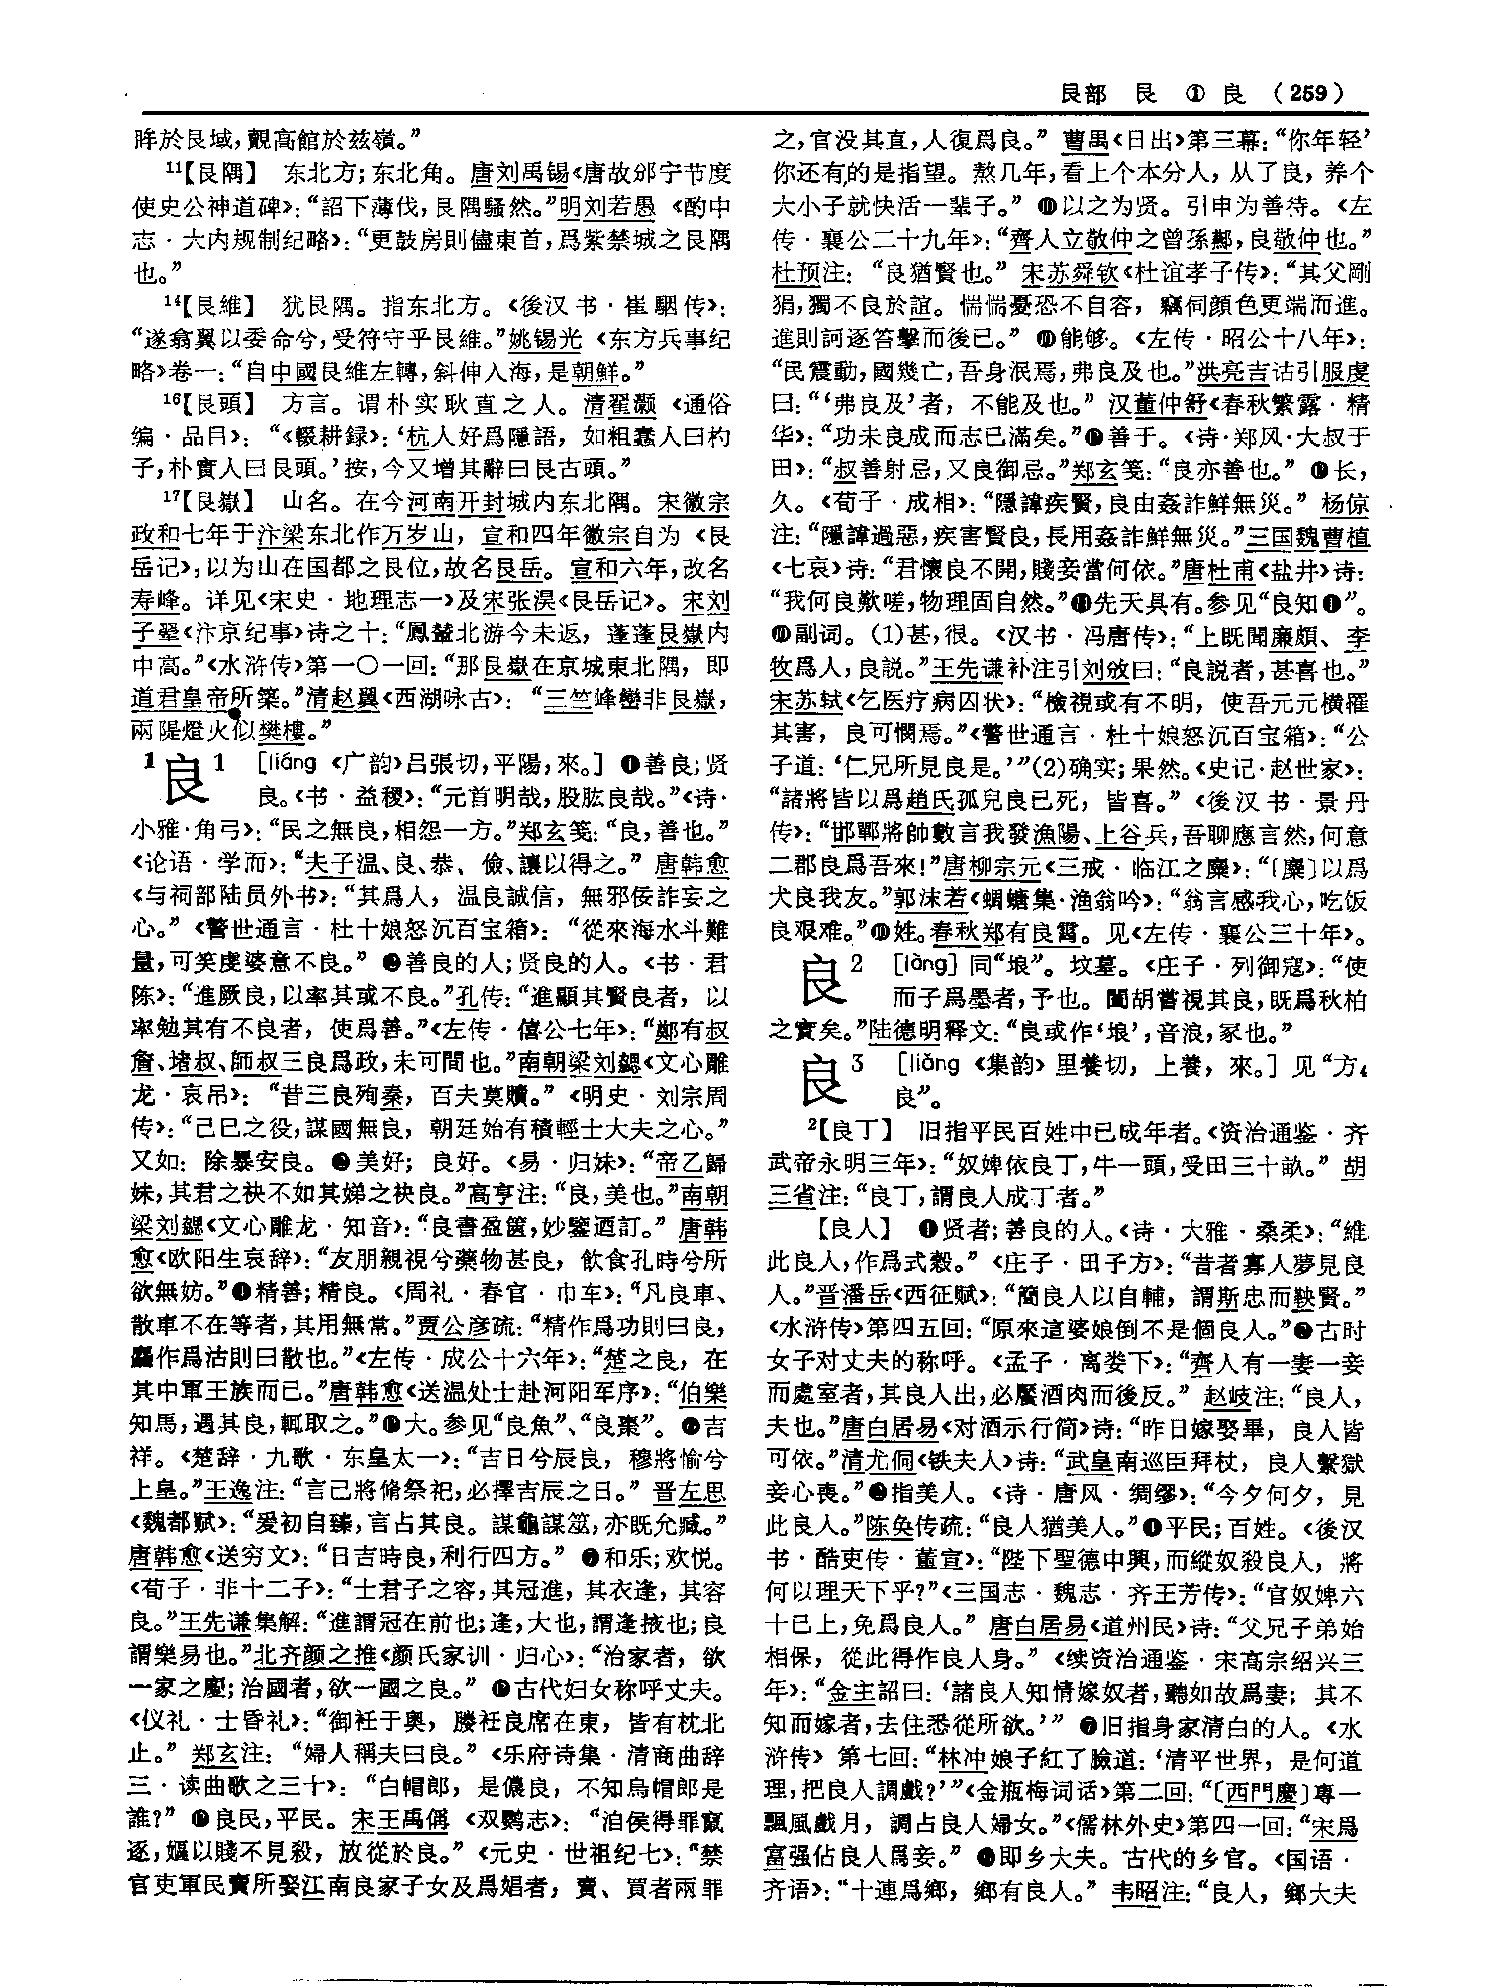 艮部 艮 ① 良 (259)
眸於艮域，覿高館於兹嶺。”
11【艮隅】 东北方；东北角。唐刘禹锡《唐故邠宁节度
使史公神道碑》：“詔下薄伐，艮隅騷然。”明刘若愚《酌中
志·大内规制纪略》：“更鼓房則儘東首，爲紫禁城之艮隅
也。”
14【艮維】 犹艮隅。指东北方。《後汉书·崔駰传》：
“遂翕翼以委命兮，受符守乎艮維。”姚锡光《东方兵事纪
略》卷一：“自中國艮維左轉，斜伸入海，是朝鮮。”
16【艮頭】 方言。谓朴实耿直之人。清翟灏《通俗
编·品目》：“《輟耕録》：‘杭人好爲隱語，如粗蠢人曰杓
子，朴實人曰艮頭。’按，今又增其辭曰艮古頭。”
17【艮嶽】 山名。在今河南开封城内东北隅。宋徽宗
政和七年于汴梁东北作万岁山，宣和四年徽宗自为《艮
岳记》，以为山在国都之艮位，故名艮岳。宣和六年，改名
寿峰。详见《宋史·地理志一》及宋张淏《艮岳记》。宋刘
子翬《汴京纪事》诗之十：“鳳輦北游今未返，蓬蓬艮嶽内
中高。”《水浒传》第一〇一回：“那艮嶽在京城東北隅，即
道君皇帝所築。”清赵翼《西湖咏古》：“三竺峰巒非艮嶽，
兩隄燈火似樊樓。”
1良1 [liáng 《广韵》吕張切，平陽，來。] ❶善良；贤
良。《书·益稷》：“元首明哉，股肱良哉。”《诗·
小雅·角弓》：“民之無良，相怨一方。”郑玄笺：“良，善也。”
《论语·学而》：“夫子温、良、恭、儉、讓以得之。”唐韩愈
《与祠部陆员外书》：“其爲人，温良誠信，無邪佞詐妄之
心。”《警世通言·杜十娘怒沉百宝箱》：“從來海水斗難
量，可笑虔婆意不良。” ❷善良的人；贤良的人。《书·君
陈》：“進厥良，以率其或不良。”孔传：“進顯其賢良者，以
率勉其有不良者，使爲善。”《左传·僖公七年》：“鄭有叔
詹、堵叔、師叔三良爲政，未可間也。”南朝梁刘勰《文心雕
龙·哀吊》：“昔三良殉秦，百夫莫贖。”《明史·刘宗周
传》：“己巳之役，謀國無良，朝廷始有積輕士大夫之心。”
又如：除暴安良。 ❸美好；良好。《易·归妹》：“帝乙歸
妹，其君之袂不如其娣之袂良。”高亨注：“良，美也。”南朝
梁刘勰《文心雕龙·知音》：“良書盈篋，妙鑒迺訂。”唐韩
愈《欧阳生哀辞》：“友朋親視兮藥物甚良，飲食孔時兮所
欲無妨。”❹精善；精良。《周礼·春官·巾车》：“凡良車、
散車不在等者，其用無常。”贾公彦疏：“精作爲功則曰良，
麤作爲沽則曰散也。”《左传·成公十六年》：“楚之良，在
其中軍王族而已。”唐韩愈《送温处士赴河阳军序》：“伯樂
知馬，遇其良，輒取之。”❺大。参见“良魚”、“良棗”。 ❻吉
祥。《楚辞·九歌·东皇太一》：“吉日兮辰良，穆將愉兮
上皇。”王逸注：“言己將脩祭祀，必擇吉辰之日。”晋左思
《魏都赋》：“爰初自臻，言占其良。謀龜謀筮，亦既允臧。”
唐韩愈《送穷文》：“日吉時良，利行四方。” ❼和乐；欢悦。
《荀子·非十二子》：“士君子之容，其冠進，其衣逢，其容
良。”王先谦集解：“進謂冠在前也；逢，大也，謂逢掖也；良
謂樂易也。”北齐颜之推《颜氏家训·归心》：“治家者，欲
一家之慶；治國者，欲一國之良。” ❽古代妇女称呼丈夫。
《仪礼·士昏礼》：“御衽于奥，媵衽良席在東，皆有枕北
止。”郑玄注：“婦人稱夫曰良。”《乐府诗集·清商曲辞
三·读曲歌之三十》：“白帽郎，是儂良，不知烏帽郎是
誰？” ❾良民，平民。宋王禹偁《双鹦志》：“洎侯得罪竄
逐，嫗以賤不見殺，放從於良。”《元史·世祖纪七》：“禁
官吏軍民賣所娶江南良家子女及爲娼者，賣、買者兩罪
之，官没其直，人復爲良。”曹禺《日出》第三幕：“你年轻，
你还有的是指望。熬几年，看上个本分人，从了良，养个
大小子就快活一辈子。” ❿以之为贤。引申为善待。《左
传·襄公二十九年》：“齊人立敬仲之曾孫酀，良敬仲也。”
杜预注：“良猶賢也。”宋苏舜钦《杜谊孝子传》：“其父剛
狷，獨不良於誼。惴惴憂恐不自容，竊伺顔色更端而進。
進則訶逐笞擊而後已。” ⓫能够。《左传·昭公十八年》：
“民震動，國幾亡，吾身泯焉，弗良及也。”洪亮吉诂引服虔
曰：“‘弗良及’者，不能及也。”汉董仲舒《春秋繁露·精
华》：“功未良成而志已滿矣。”⓬善于。《诗·郑风·大叔于
田》：“叔善射忌，又良御忌。”郑玄笺：“良亦善也。” ⓭长，
久。《荀子·成相》：“隱諱疾賢，良由姦詐鮮無災。”杨倞
注：“隱諱過惡，疾害賢良，長用姦詐鮮無災。”三国魏曹植
《七哀》诗：“君懷良不開，賤妾當何依。”唐杜甫《盐井》诗：
“我何良歎嗟，物理固自然。”⓮先天具有。参见“良知❶”。
⓯副词。(1)甚，很。《汉书·冯唐传》：“上既聞廉頗、李
牧爲人，良説。”王先谦补注引刘攽曰：“良説者，甚喜也。”
宋苏轼《乞医疗病囚状》：“檢視或有不明，使吾元元横罹
其害，良可憫焉。”《警世通言·杜十娘怒沉百宝箱》：“公
子道：‘仁兄所見良是。’”(2)确实；果然。《史记·赵世家》：
“諸將皆以爲趙氏孤兒良已死，皆喜。”《後汉书·景丹
传》：“邯鄲將帥數言我發漁陽、上谷兵，吾聊應言然，何意
二郡良爲吾來！”唐柳宗元《三戒·临江之麋》：“〔麋〕以爲
犬良我友。”郭沫若《蜩螗集·渔翁吟》：“翁言感我心，吃饭
良艰难。”⓰姓。春秋郑有良霄。见《左传·襄公三十年》。
良2 [làng] 同“埌”。坟墓。《庄子·列御寇》：“使
而子爲墨者，予也。闔胡嘗視其良，既爲秋柏
之實矣。”陆德明释文：“良或作‘埌’，音浪，冢也。”
良3 [liǎng 《集韵》里養切，上養，來。] 见“方4
良”。
2【良丁】 旧指平民百姓中已成年者。《资治通鉴·齐
武帝永明三年》：“奴婢依良丁，牛一頭，受田三十畝。”胡
三省注：“良丁，謂良人成丁者。”
【良人】 ❶贤者；善良的人。《诗·大雅·桑柔》：“維
此良人，作爲式穀。”《庄子·田子方》：“昔者寡人夢見良
人。”晋潘岳《西征赋》：“簡良人以自輔，謂斯忠而鞅賢。”
《水浒传》第四五回：“原來這婆娘倒不是個良人。”❷古时
女子对丈夫的称呼。《孟子·离娄下》：“齊人有一妻一妾
而處室者，其良人出，必饜酒肉而後反。”赵岐注：“良人，
夫也。”唐白居易《对酒示行简》诗：“昨日嫁娶畢，良人皆
可依。”清尤侗《铁夫人》诗：“武皇南巡臣拜杖，良人繫獄
妾心喪。”❸指美人。《诗·唐风·绸缪》：“今夕何夕，見
此良人。”陈奂传疏：“良人猶美人。”❹平民；百姓。《後汉
书·酷吏传·董宣》：“陛下聖德中興，而縱奴殺良人，將
何以理天下乎？”《三国志·魏志·齐王芳传》：“官奴婢六
十已上，免爲良人。”唐白居易《道州民》诗：“父兄子弟始
相保，從此得作良人身。”《续资治通鉴·宋高宗绍兴三
年》：“金主詔曰：‘諸良人知情嫁奴者，聽如故爲妻；其不
知而嫁者，去住悉從所欲。’” ❺旧指身家清白的人。《水
浒传》第七回：“林冲娘子紅了臉道：‘清平世界，是何道
理，把良人調戲？’”《金瓶梅词话》第二回：“〔西門慶〕專一
飄風戲月，調占良人婦女。”《儒林外史》第四一回：“宋爲
富强佔良人爲妾。” ❻即乡大夫。古代的乡官。《国语·
齐语》：“十連爲鄉，鄉有良人。”韦昭注：“良人，鄉大夫